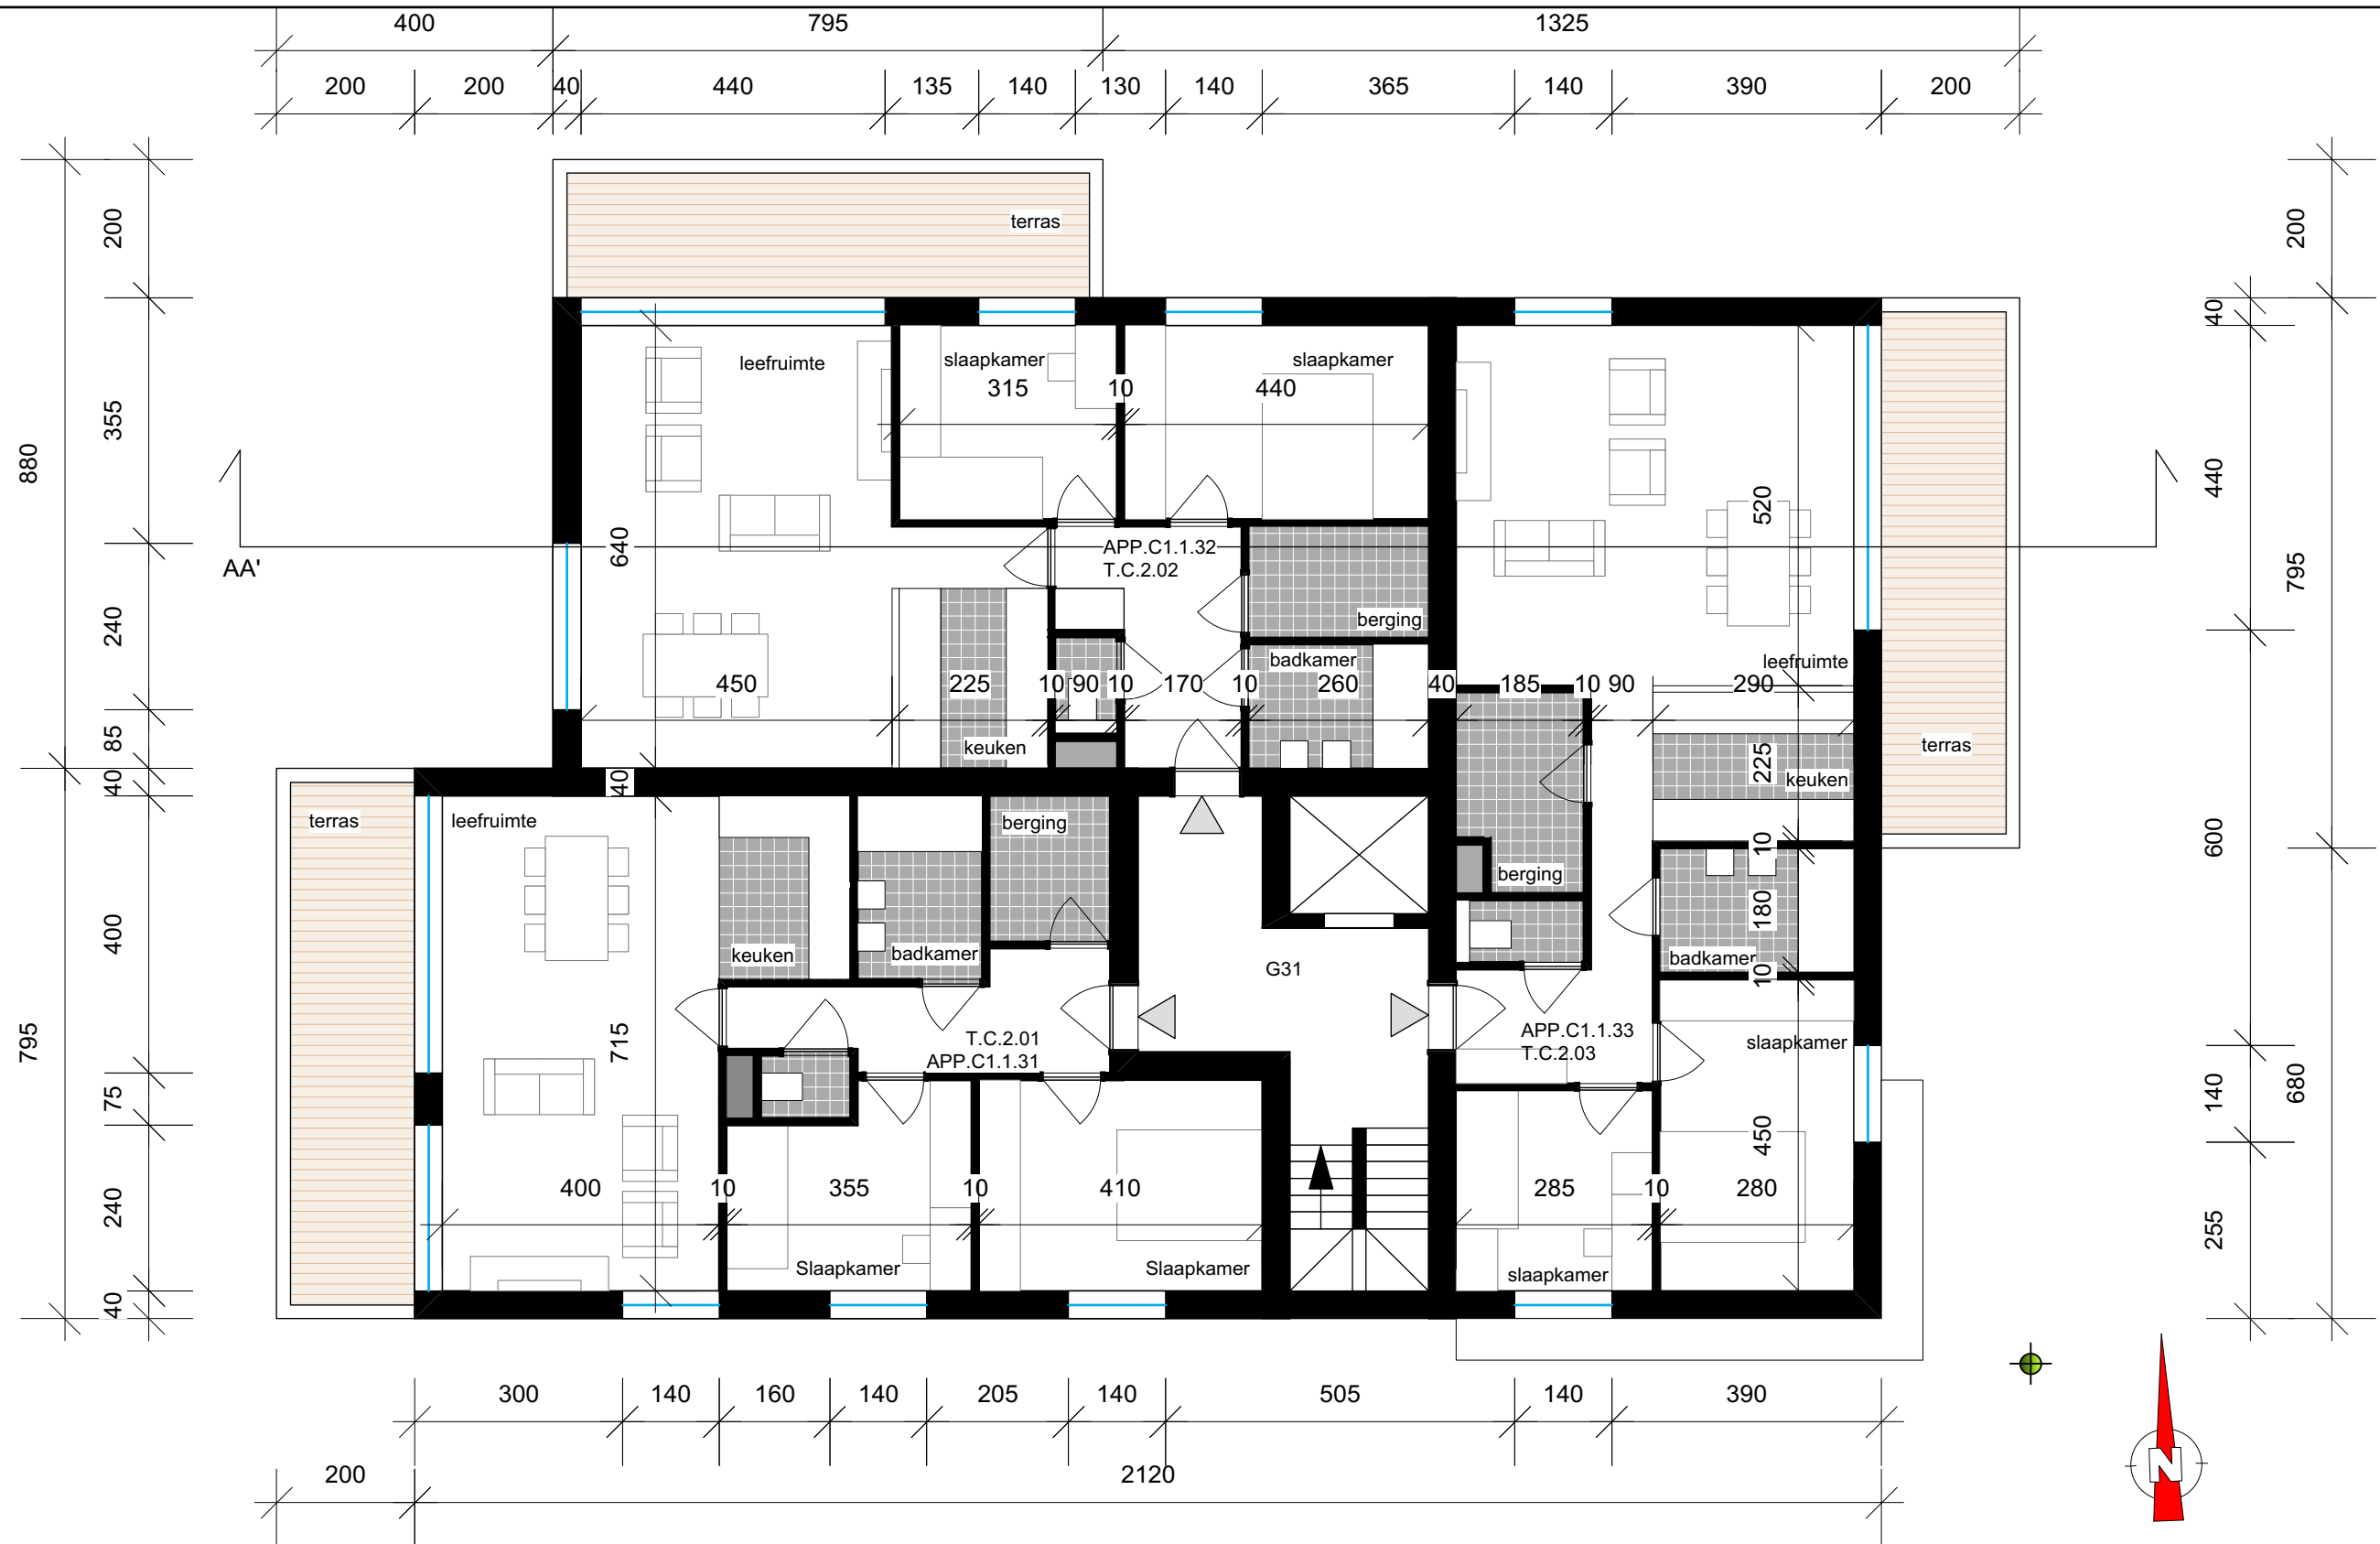 400 795 1325
200 200 40 440 135 140 130 140 365 140 390 200
terras
200
200
40
leefruimte
slaapkamer
slaapkamer
315 10 440
355
880
440
520
640
APP.C1.1.32
T.C.2.02
AA'
795
240
berging
badkamer
leefruimte
450 225 10 90 10 170 10 260 40 185 10 90 290
85
keuken
terras
225
keuken
40
40
terras
leefruimte
berging
10
600
berging
400
180
keuken
badkamer
badkamer
10
G31
795
715
T.C.2.01
APP.C1.1.31
APP.C1.1.33
T.C.2.03
slaapkamer
75
140
680
450
400 10 355 10 410
285 10 280
240
255
Slaapkamer
Slaapkamer
slaapkamer
40
300 140 160 140 205 140 505 140 390
200 2120
N